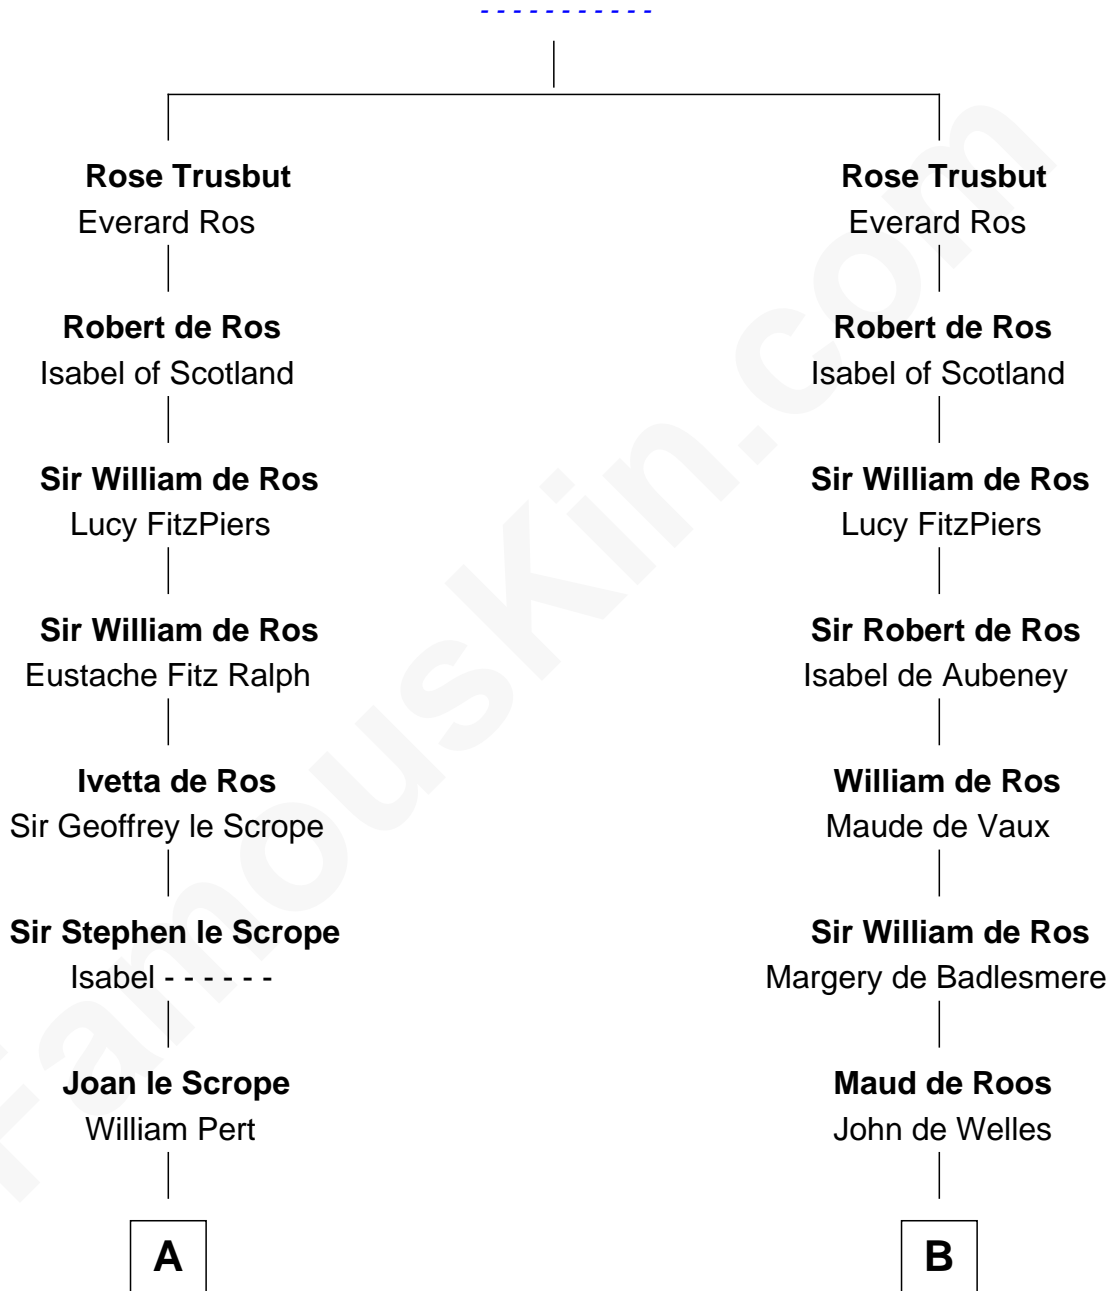 - - - - - - - - - - -
Rose Trusbut
Everard Ros
Robert de Ros
Isabel of Scotland
Sir William de Ros
Lucy FitzPiers
Sir William de Ros
Eustache Fitz Ralph
Ivetta de Ros
Sir Geoffrey le Scrope
Sir Stephen le Scrope
Isabel - - - - - -
Joan le Scrope
William Pert
A
Rose Trusbut
Everard Ros
Robert de Ros
Isabel of Scotland
Sir William de Ros
Lucy FitzPiers
Sir Robert de Ros
Isabel de Aubeney
William de Ros
Maude de Vaux
Sir William de Ros
Margery de Badlesmere
Maud de Roos
John de Welles
B
FamousKin.com